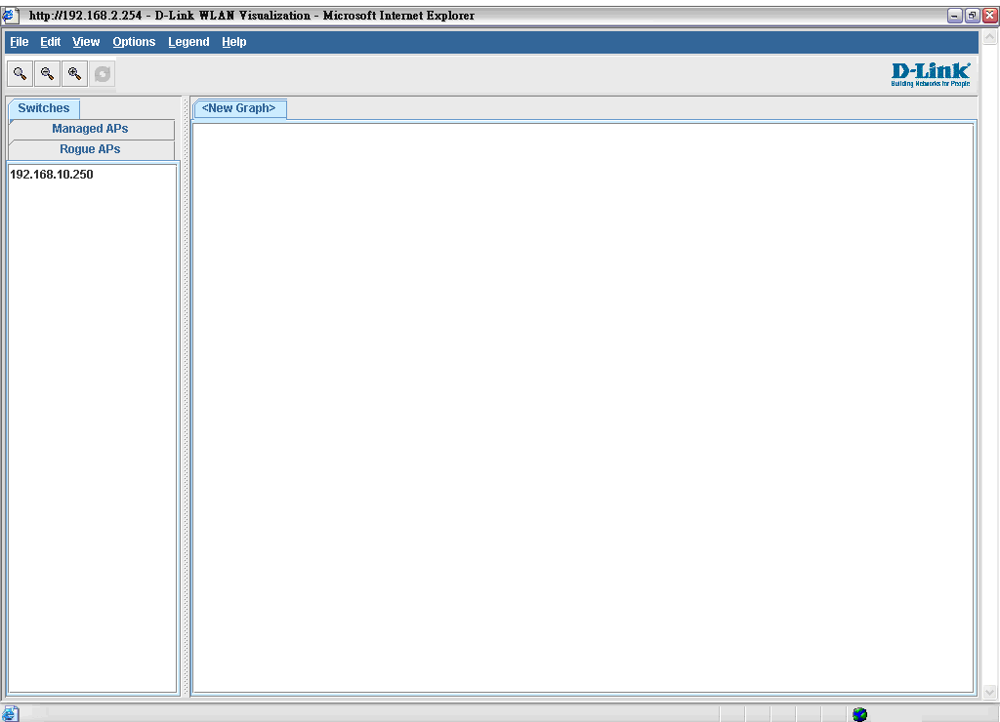 http://192.168.2.254 - D-Link WLAN Visualization - Microsoft Internet Explorer
File Edit View Options Legend Help
D-Link
Building Networks for People
Switches
Managed APs
Rogue APs
192.168.10.250
<New Graph>